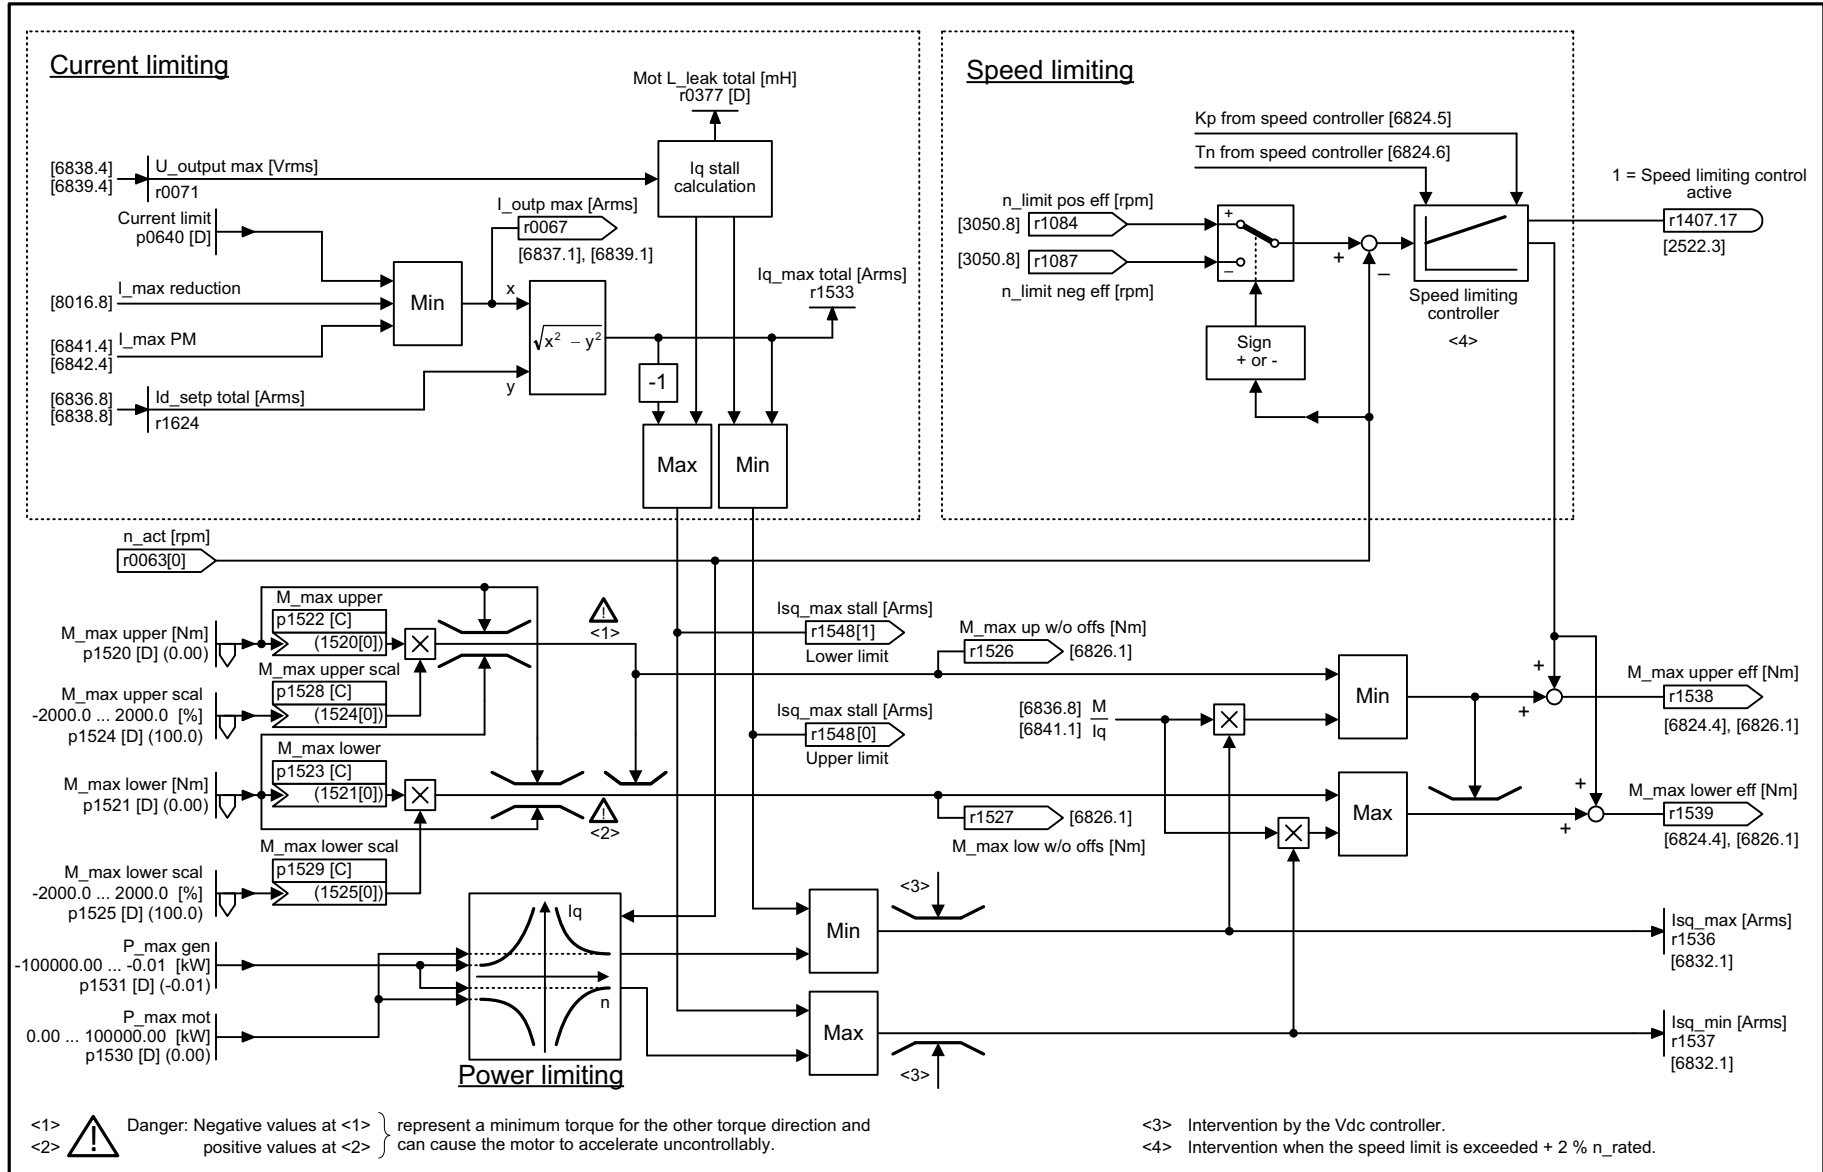 Current limiting
Mot L_leak total [mH]
r0377 [D]
[6838.4]
[6839.4]
U_output max [Vrms]
r0071
Iq stall
calculation
Current limit
p0640 [D]
I_outp max [Arms]
r0067
[6837.1], [6839.1]
[8016.8]
I_max reduction
Min
x
y
√x² – y²
Iq_max total [Arms]
r1533
[6841.4]
[6842.4]
I_max PM
-1
[6836.8]
[6838.8]
Id_setp total [Arms]
r1624
Max
Min
Speed limiting
Kp from speed controller [6824.5]
Tn from speed controller [6824.6]
n_limit pos eff [rpm]
[3050.8]
r1084
[3050.8]
r1087
n_limit neg eff [rpm]
+
–
+
–
Sign
+ or -
Speed limiting
controller
<4>
1 = Speed limiting control
active
r1407.17
[2522.3]
n_act [rpm]
r0063[0]
M_max upper [Nm]
p1520 [D] (0.00)
M_max upper
p1522 [C]
(1520[0])
M_max upper scal
-2000.0 ... 2000.0 [%]
p1524 [D] (100.0)
M_max upper scal
p1528 [C]
(1524[0])
M_max lower [Nm]
p1521 [D] (0.00)
M_max lower
p1523 [C]
(1521[0])
M_max lower scal
-2000.0 ... 2000.0 [%]
p1525 [D] (100.0)
M_max lower scal
p1529 [C]
(1525[0])
!
<1>
!
<2>
Isq_max stall [Arms]
r1548[1]
Lower limit
Isq_max stall [Arms]
r1548[0]
Upper limit
M_max up w/o offs [Nm]
r1526
[6826.1]
[6836.8]
[6841.1]
M
Iq
r1527
[6826.1]
M_max low w/o offs [Nm]
Min
Max
+
+
+
+
M_max upper eff [Nm]
r1538
[6824.4], [6826.1]
M_max lower eff [Nm]
r1539
[6824.4], [6826.1]
P_max gen
-100000.00 ... -0.01 [kW]
p1531 [D] (-0.01)
P_max mot
0.00 ... 100000.00 [kW]
p1530 [D] (0.00)
Iq
n
Power limiting
Min
Max
<3>
<3>
Isq_max [Arms]
r1536
[6832.1]
Isq_min [Arms]
r1537
[6832.1]
<1>
<2>
!
Danger: Negative values at <1>
positive values at <2>
represent a minimum torque for the other torque direction and
can cause the motor to accelerate uncontrollably.
<3> Intervention by the Vdc controller.
<4> Intervention when the speed limit is exceeded + 2 % n_rated.